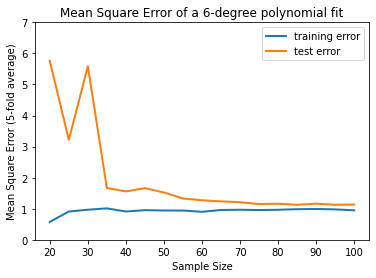 Mean Square Error of a 6-degree polynomial fit
training error
test error
Mean Square Error (5-fold average)
7
6
5
4
3
2
1
0
20 30 40 50 60 70 80 90 100
Sample Size